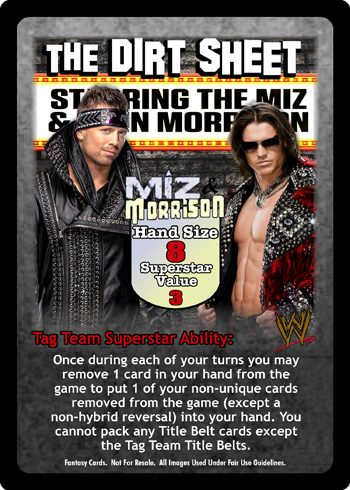 THE DIRT SHEET
STARRING THE MIZ
& JOHN MORRISON
MIZ &
MORRISON
Hand Size
8
Superstar
Value
3
W
Tag Team Superstar Ability:
Once during each of your turns you may
remove 1 card in your hand from the
game to put 1 of your non-unique cards
removed from the game (except a
non-hybrid reversal) into your hand. You
cannot pack any Title Belt cards except
the Tag Team Title Belts.
Fantasy Cards. Not For Resale. All Images Used Under Fair Use Guidelines.